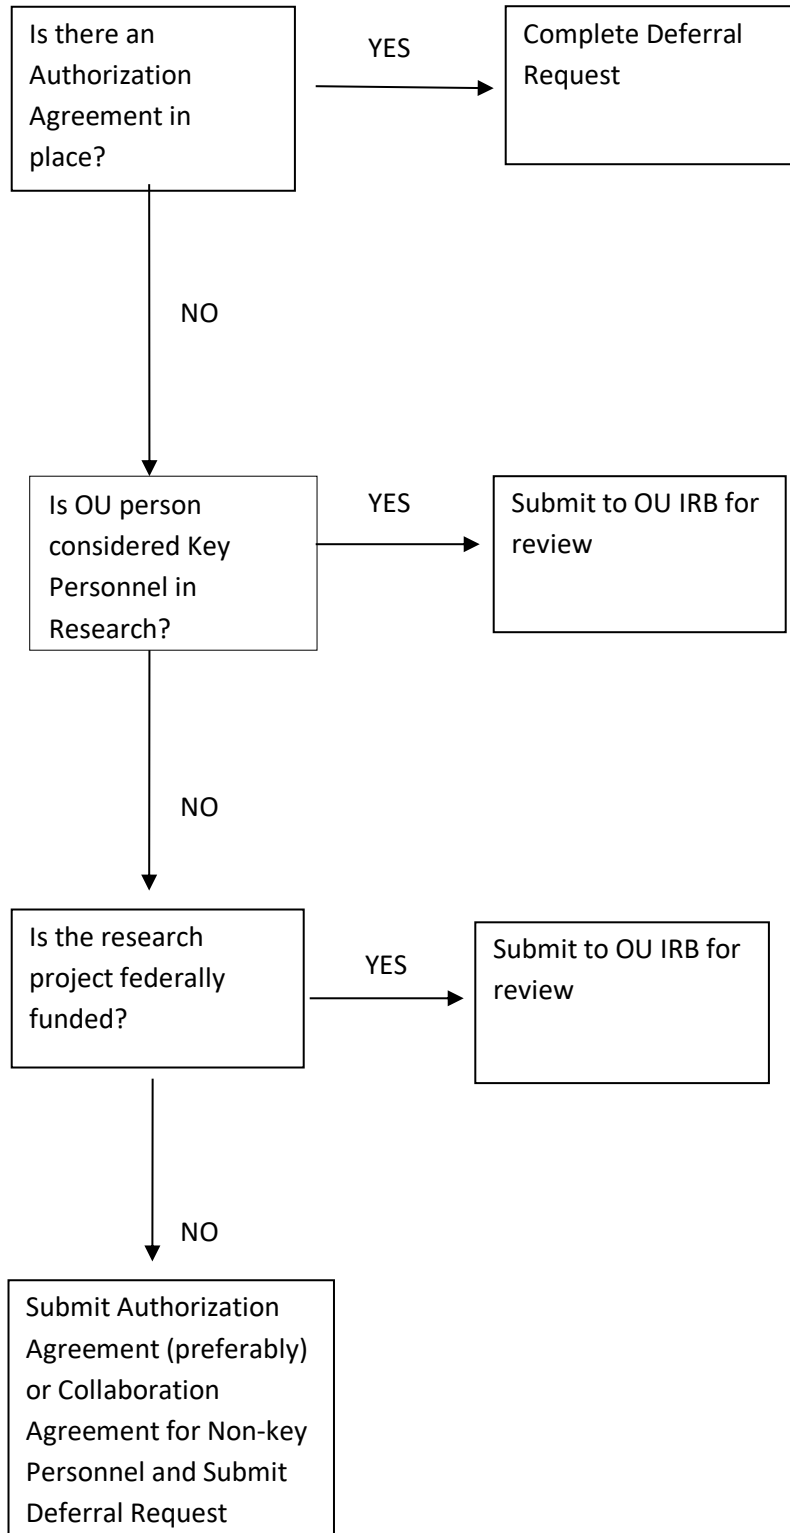 Is there an
Authorization
Agreement in
place?
YES
Complete Deferral
Request
NO
Is OU person
considered Key
Personnel in
Research?
YES
Submit to OU IRB for
review
NO
Is the research
project federally
funded?
YES
Submit to OU IRB for
review
NO
Submit Authorization
Agreement (preferably)
or Collaboration
Agreement for Non-key
Personnel and Submit
Deferral Request